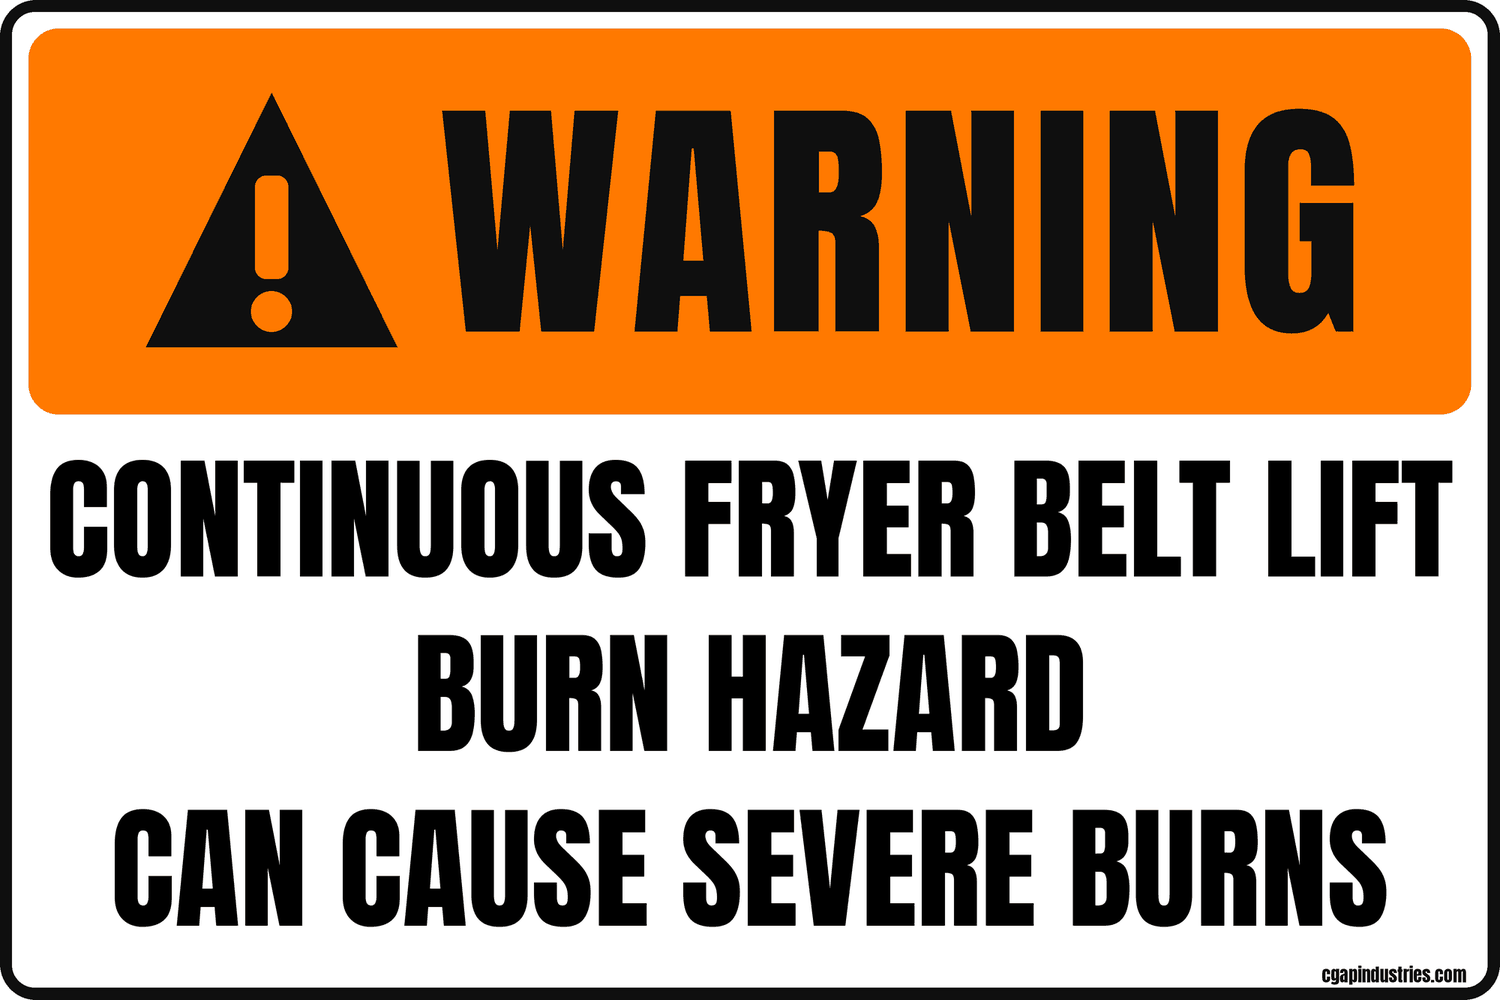 WARNING
CONTINUOUS FRYER BELT LIFT
BURN HAZARD
CAN CAUSE SEVERE BURNS
cgapindustries.com